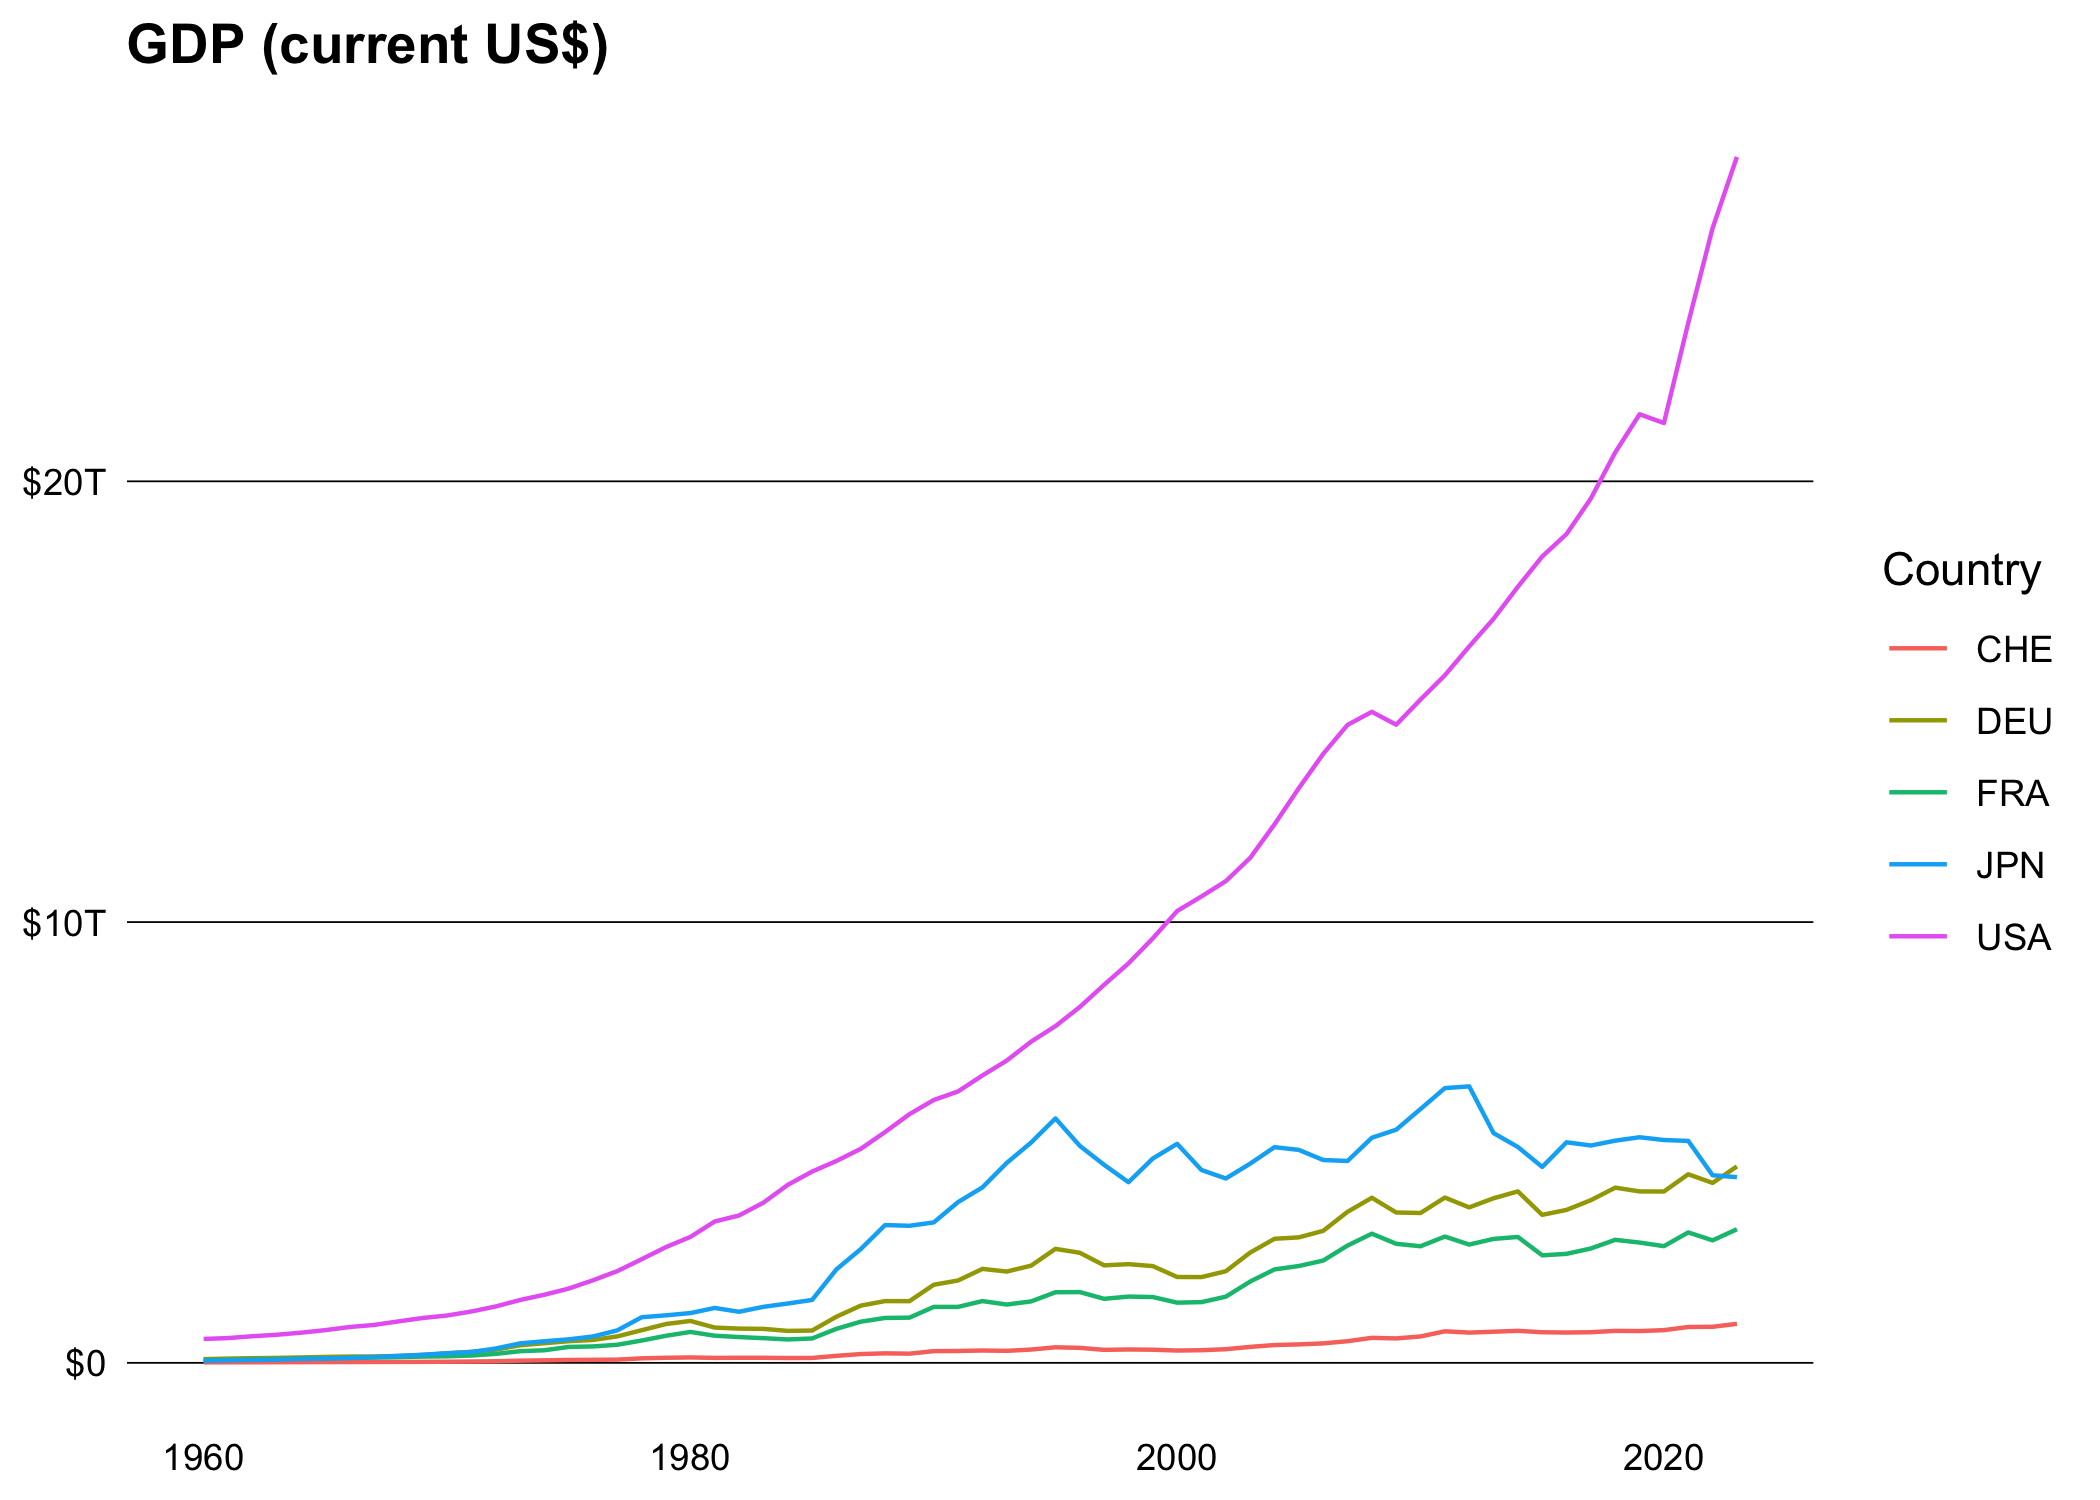 GDP (current US$)
$20T
$10T
$0
1960
1980
2000
2020
Country
CHE
DEU
FRA
JPN
USA